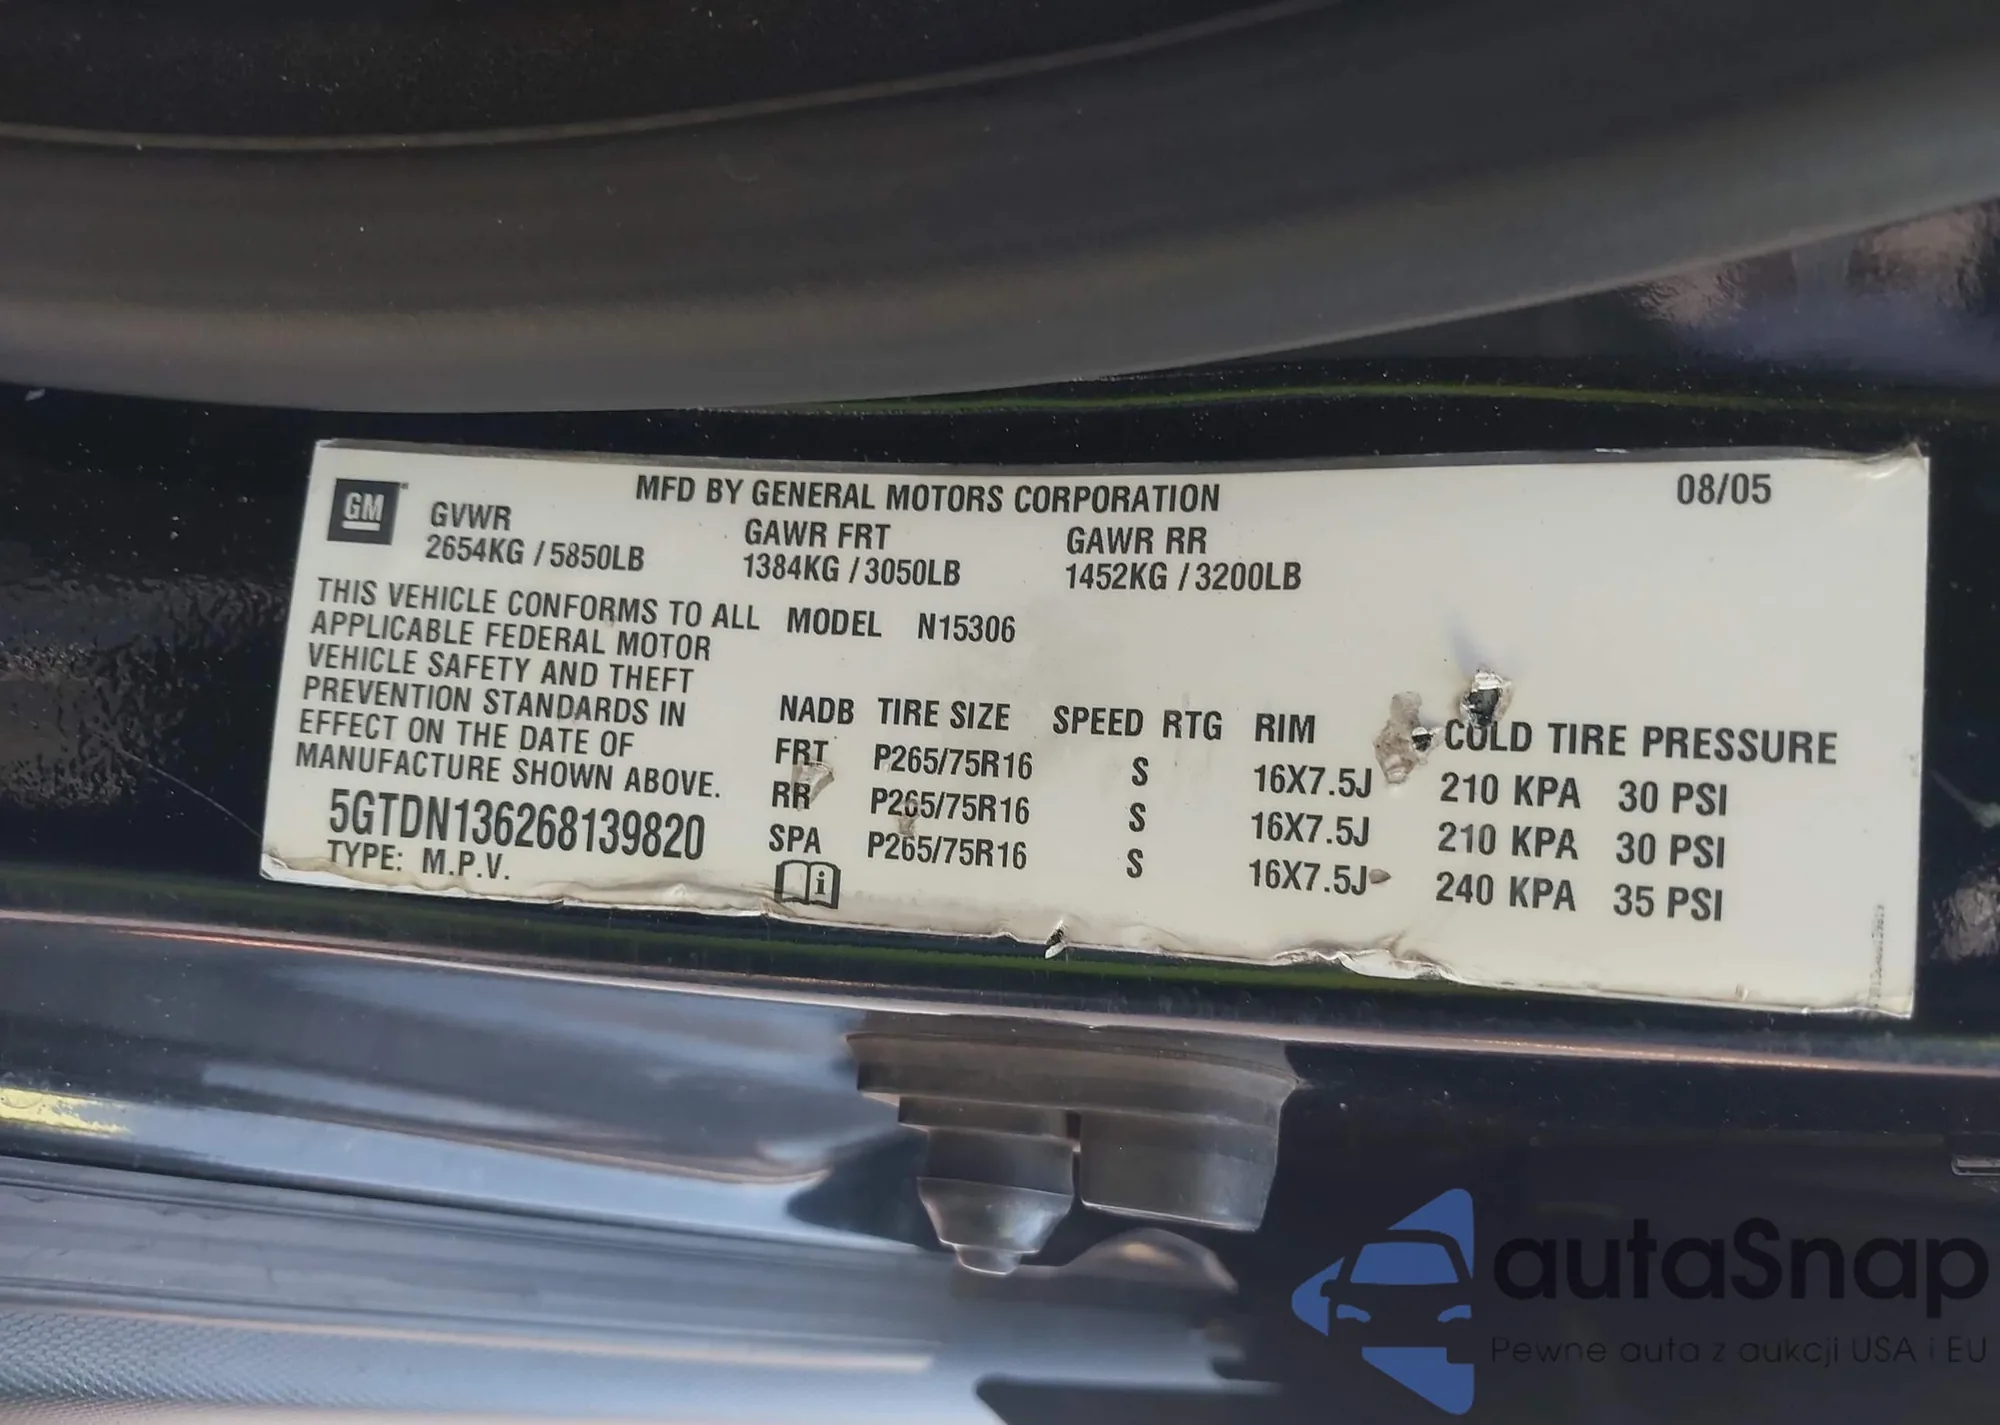 MFD BY GENERAL MOTORS CORPORATION 08/05
GM
GVWR GAWR FRT GAWR RR
2654KG / 5850LB 1384KG / 3050LB 1452KG / 3200LB
THIS VEHICLE CONFORMS TO ALL MODEL N15306
APPLICABLE FEDERAL MOTOR
VEHICLE SAFETY AND THEFT
PREVENTION STANDARDS IN
EFFECT ON THE DATE OF
MANUFACTURE SHOWN ABOVE.
5GTDN136268139820
TYPE: M.P.V.
NADB TIRE SIZE SPEED RTG RIM COLD TIRE PRESSURE
FRT P265/75R16 S 16X7.5J 210 KPA 30 PSI
RR P265/75R16 S 16X7.5J 210 KPA 30 PSI
SPA P265/75R16 S 16X7.5J 240 KPA 35 PSI
autaSnap
Pewne auta z aukcji USA i EU